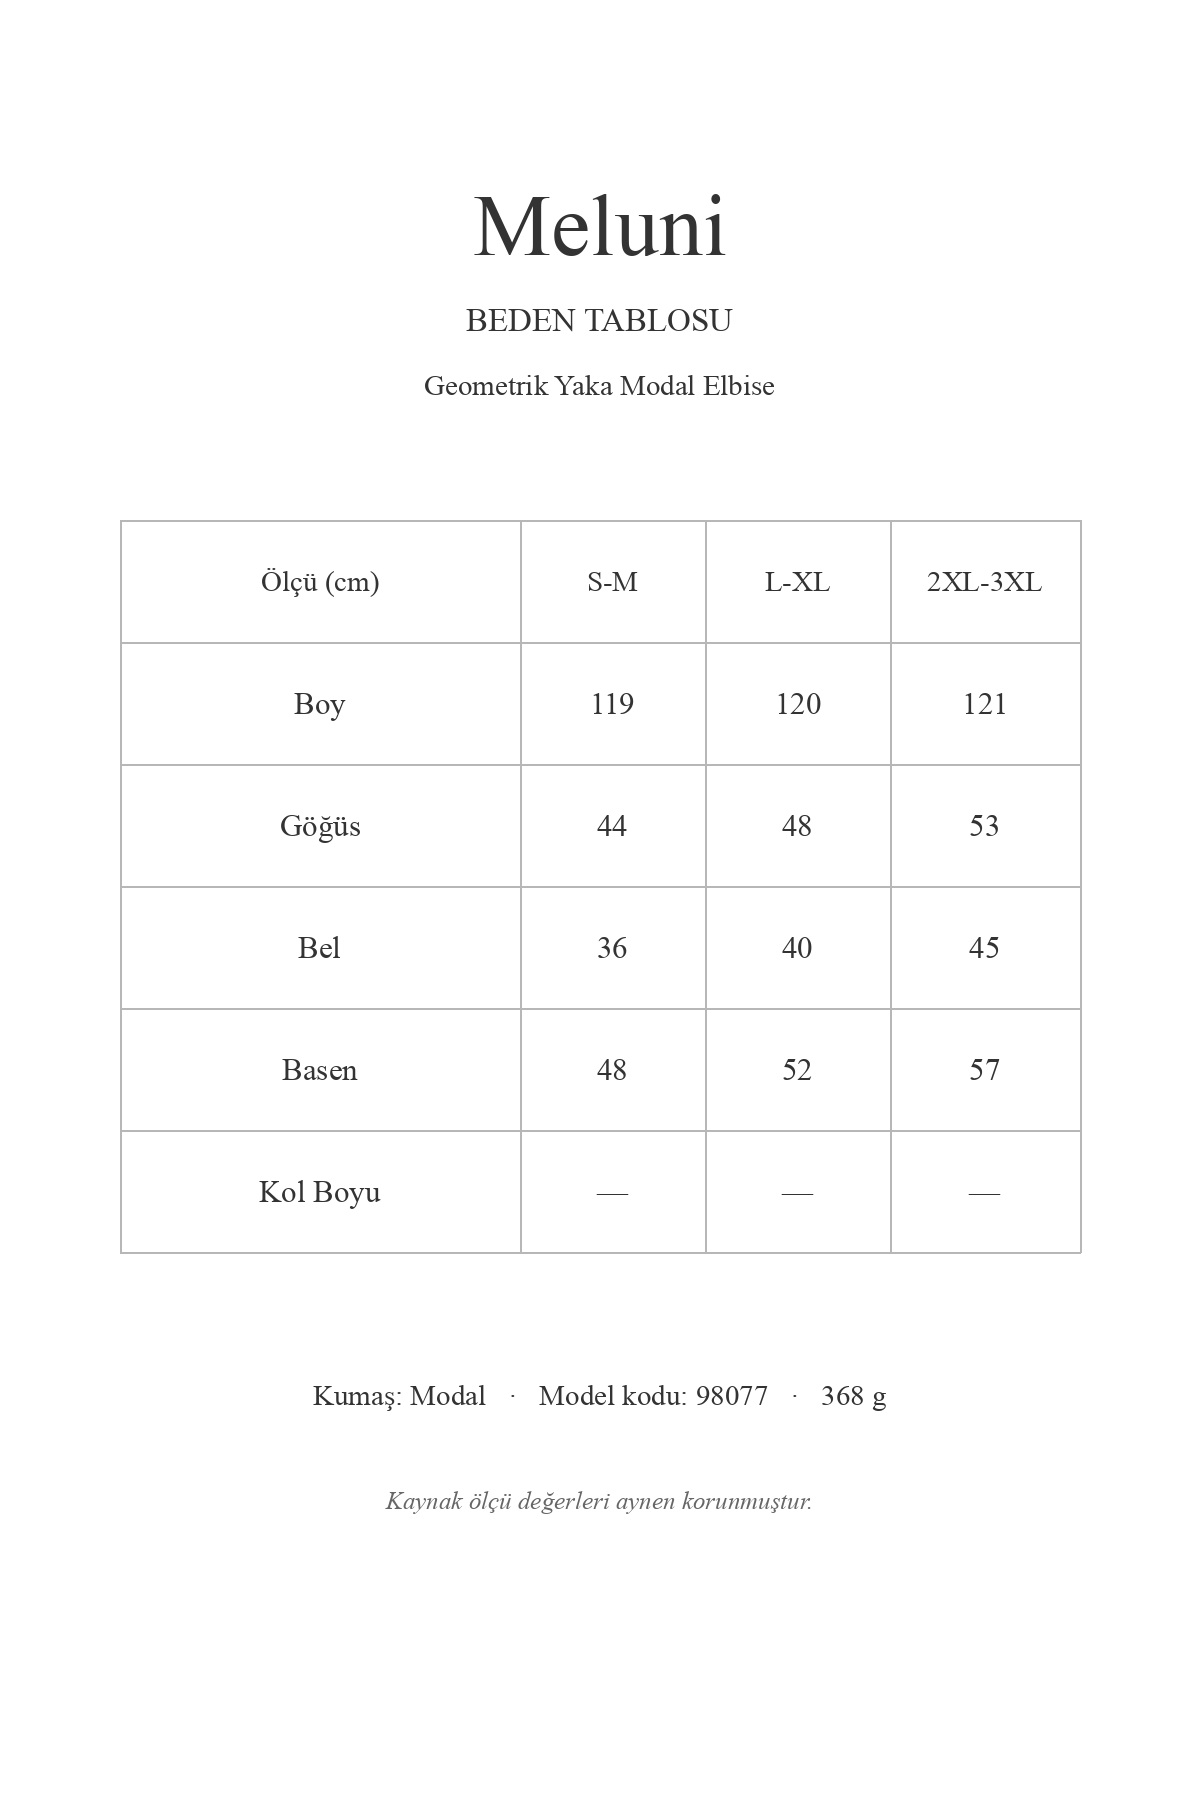 Meluni
BEDEN TABLOSU
Geometrik Yaka Modal Elbise
Ölçü (cm) S-M L-XL 2XL-3XL
Boy 119 120 121
Göğüs 44 48 53
Bel 36 40 45
Basen 48 52 57
Kol Boyu — — —
Kumaş: Modal · Model kodu: 98077 · 368 g
Kaynak ölçü değerleri aynen korunmuştur.